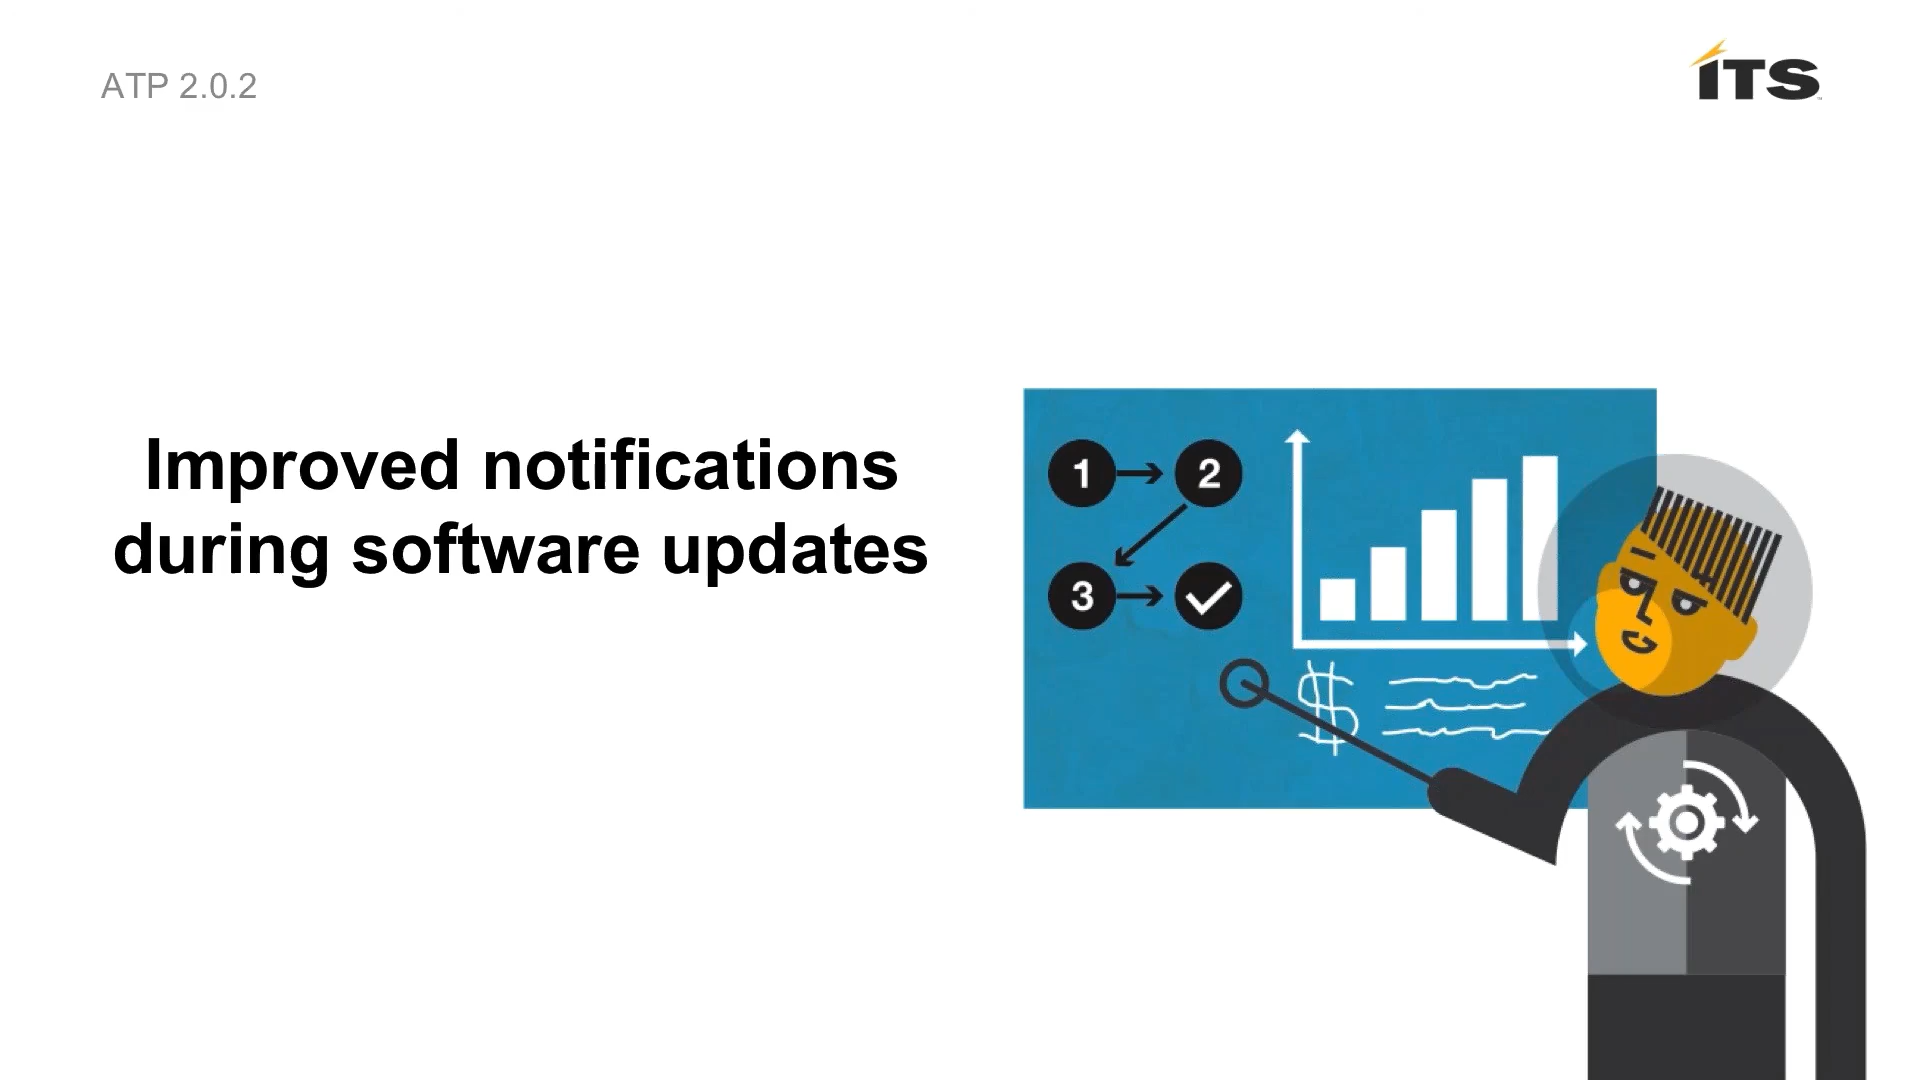 ATP 2.0.2
ITS
Improved notifications
during software updates
1
2
3
$